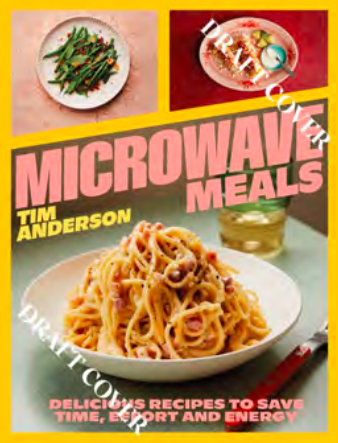 DRAFT COVER
MICROWAVE
MEALS
TIM
ANDERSON
DRAFT COVER
DELICIOUS RECIPES TO SAVE
TIME, EFFORT AND ENERGY